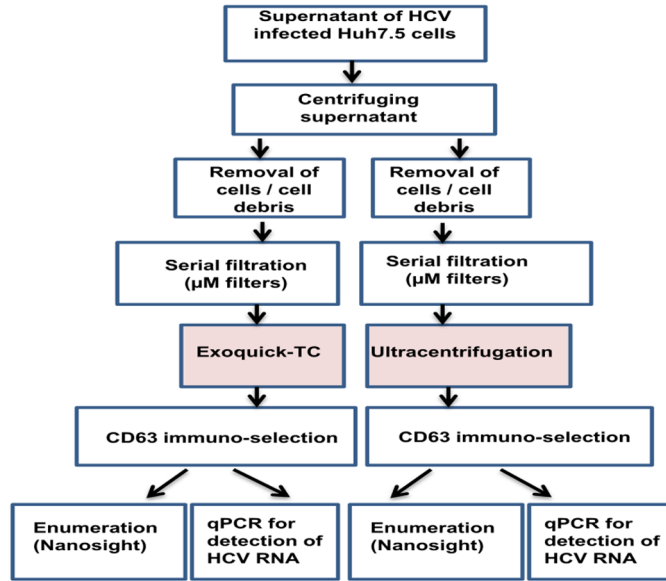 Supernatant of HCV
infected Huh7.5 cells
Centrifuging
supernatant
Removal of
cells / cell
debris
Removal of
cells / cell
debris
Serial filtration
(µM filters)
Serial filtration
(µM filters)
Exoquick-TC
Ultracentrifugation
CD63 immuno-selection
CD63 immuno-selection
Enumeration
(Nanosight)
qPCR for
detection of
HCV RNA
Enumeration
(Nanosight)
qPCR for
detection of
HCV RNA